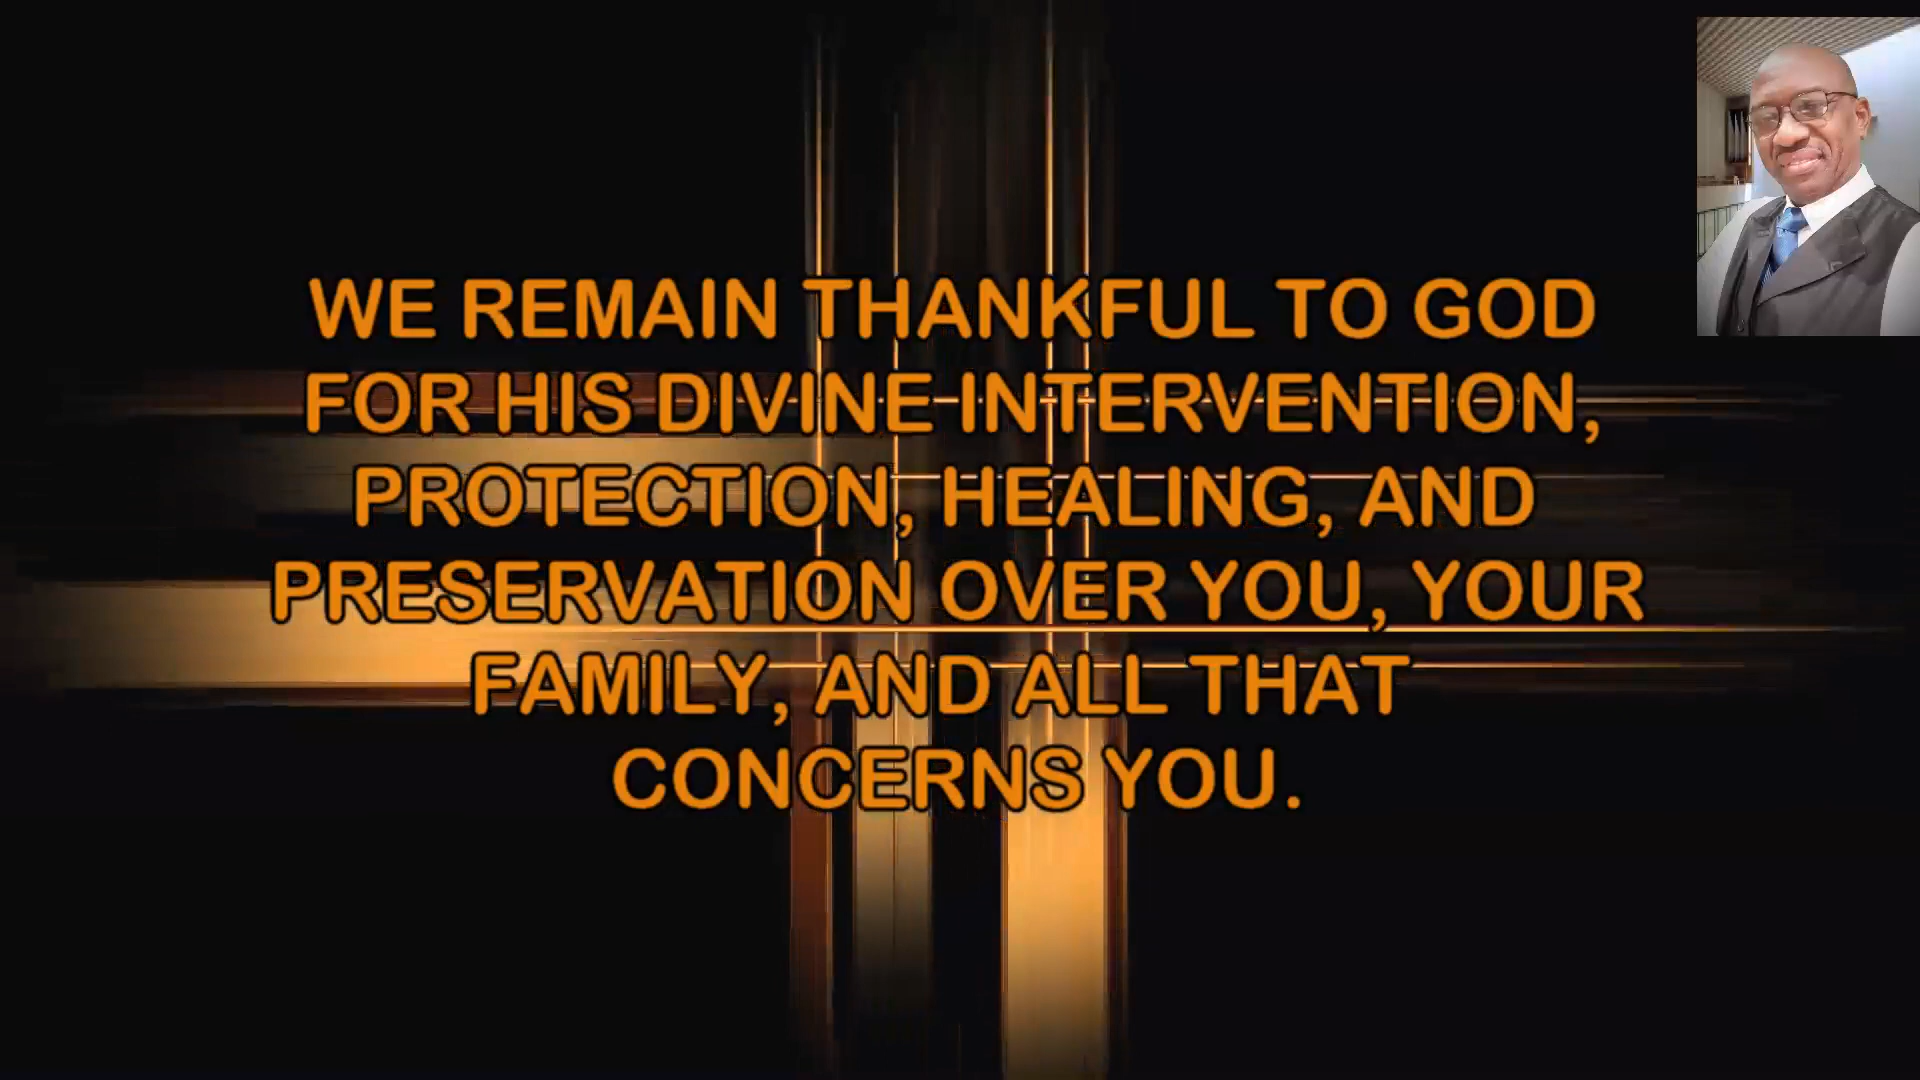 WE REMAIN THANKFUL TO GOD
FOR HIS DIVINE INTERVENTION,
PROTECTION, HEALING, AND
PRESERVATION OVER YOU, YOUR
FAMILY, AND ALL THAT
CONCERNS YOU.